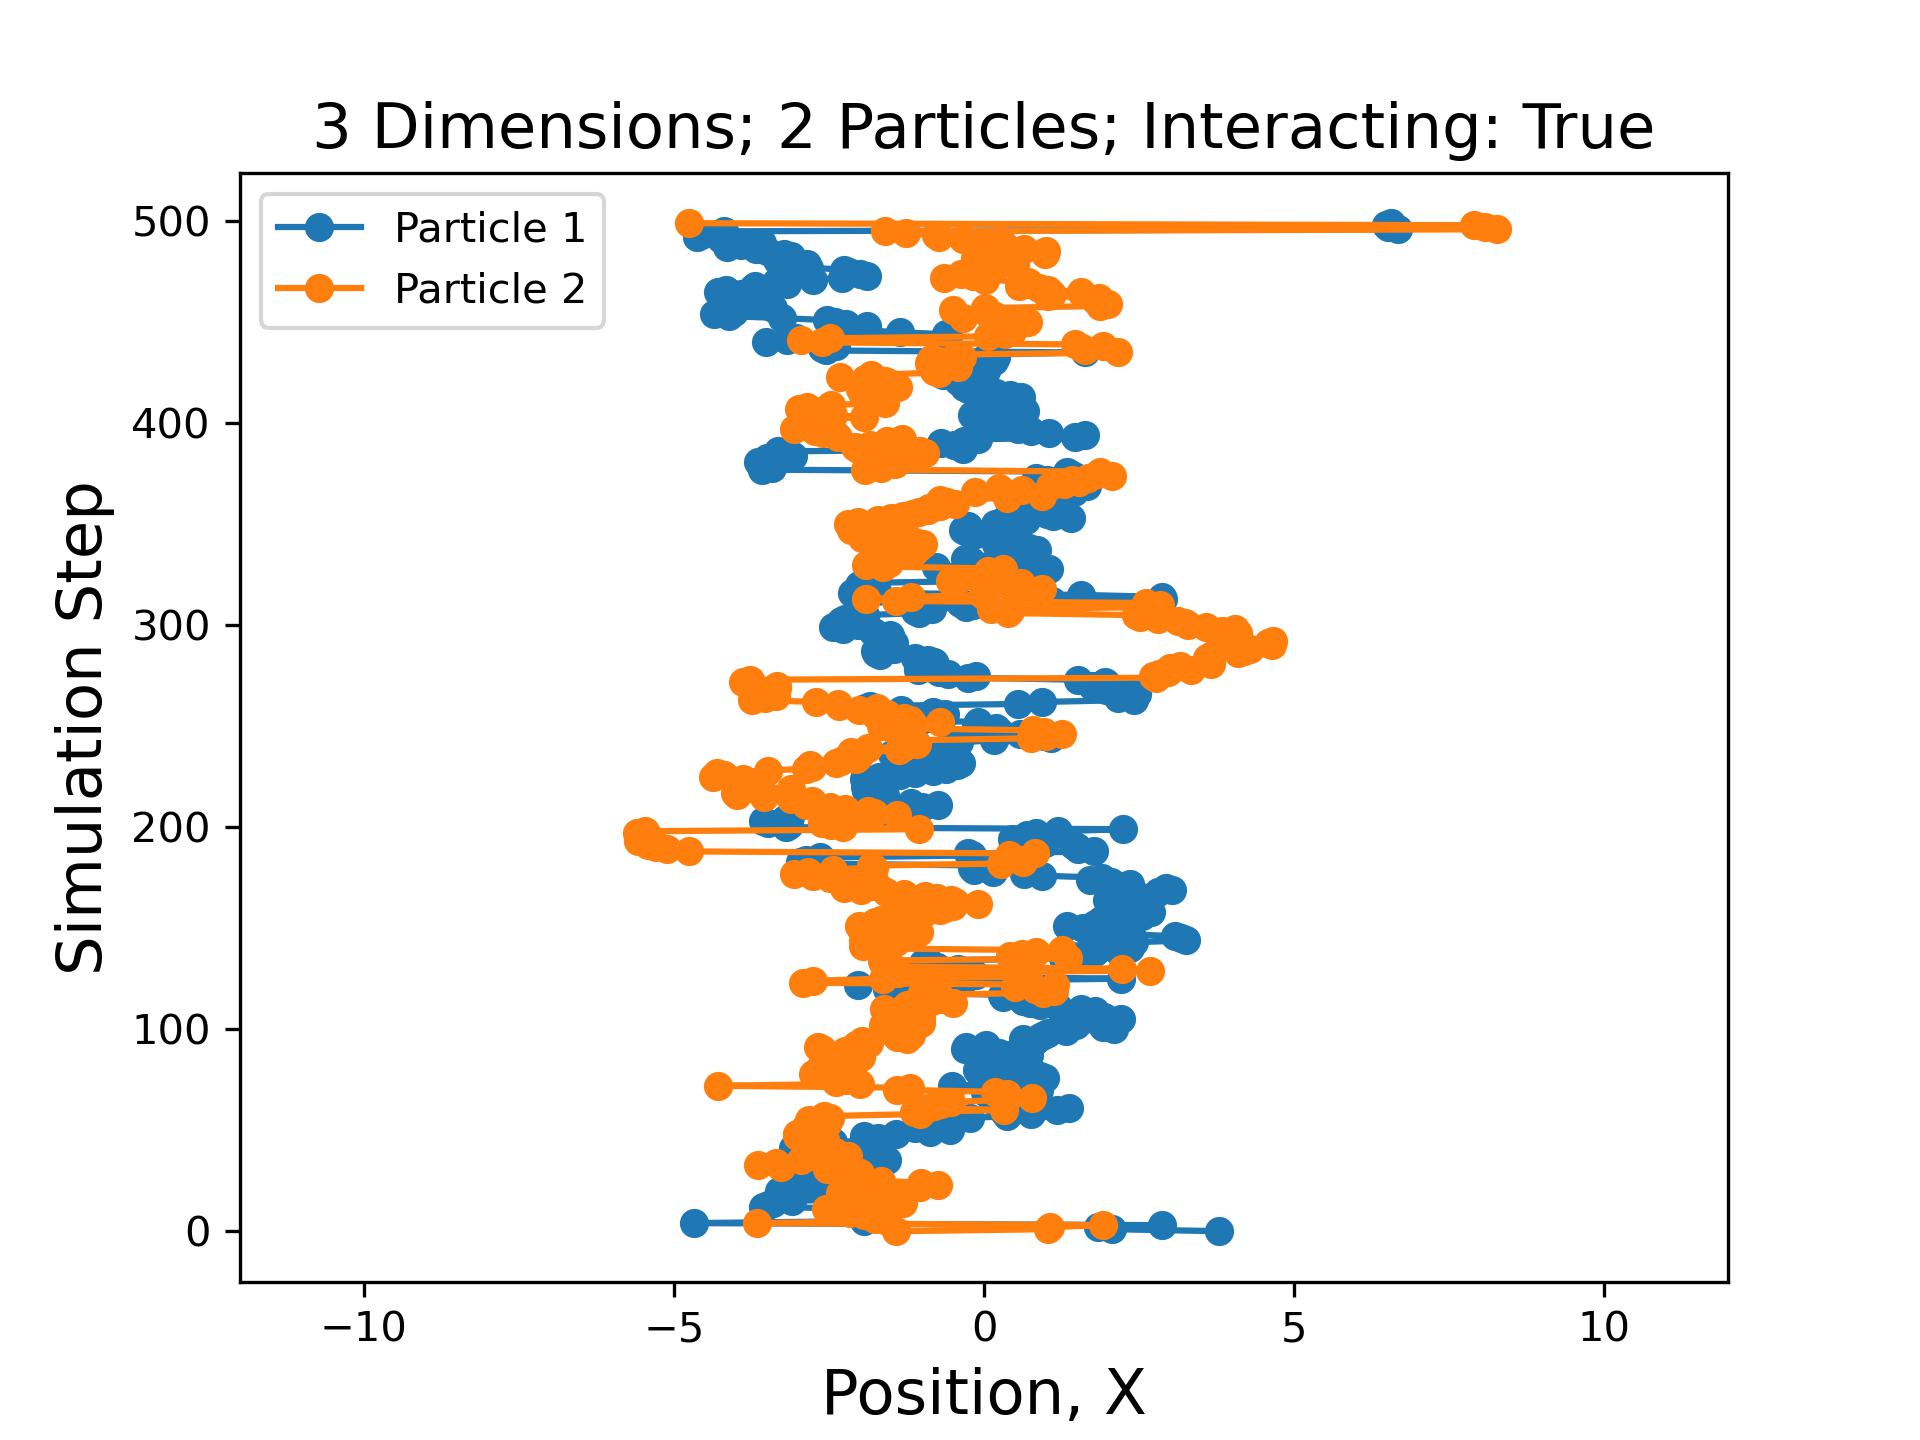 3 Dimensions; 2 Particles; Interacting: True
Particle 1
Particle 2
500
400
300
200
100
0
Simulation Step
−10
−5
0
5
10
Position, X